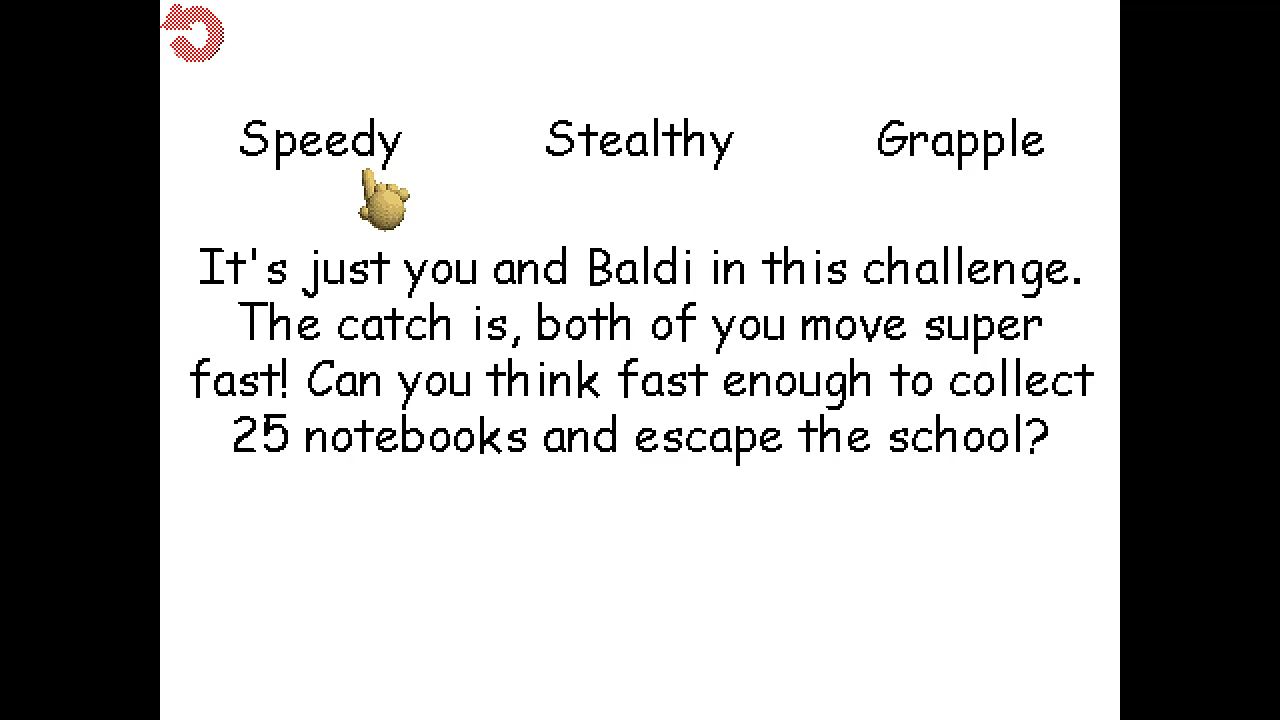 Speedy Stealthy Grapple
It's just you and Baldi in this challenge.
The catch is, both of you move super
fast! Can you think fast enough to collect
25 notebooks and escape the school?